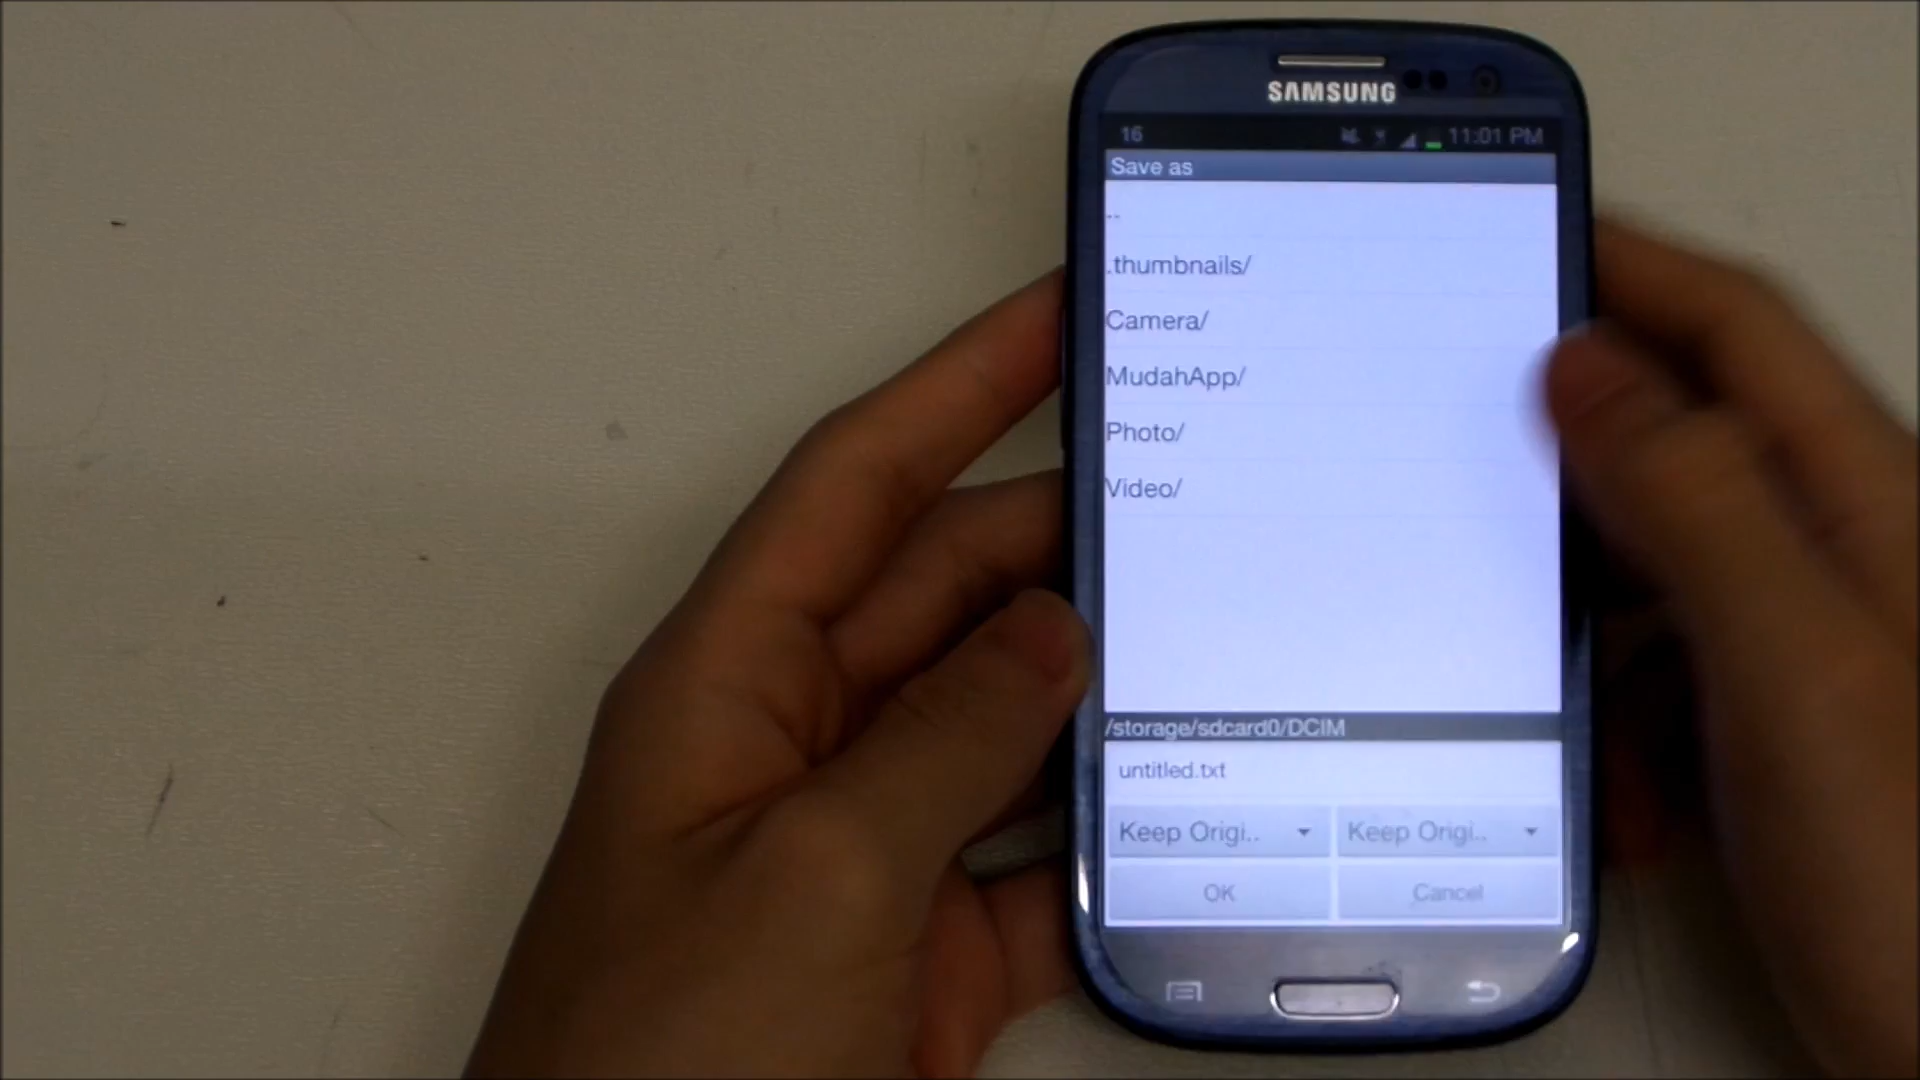 SAMSUNG
16 11:01 PM
Save as
..
.thumbnails/
Camera/
MudahApp/
Photo/
Video/
/storage/sdcard0/DCIM
untitled.txt
Keep Origi.. Keep Origi..
OK Cancel